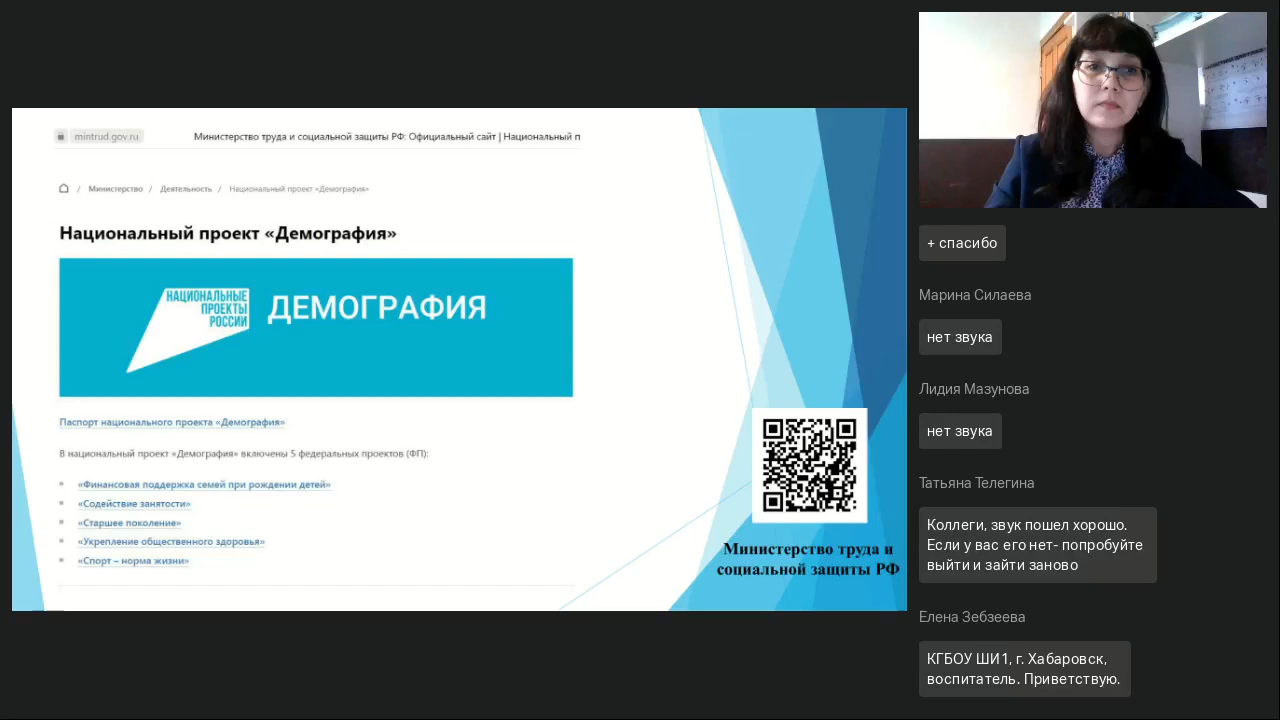 mintrud.gov.ru
Министерство труда и социальной защиты РФ: Официальный сайт | Национальный п
/ Министерство / Деятельность / Национальный проект «Демография»
Национальный проект «Демография»
НАЦИОНАЛЬНЫЕ
ПРОЕКТЫ
РОССИИ
ДЕМОГРАФИЯ
Паспорт национального проекта «Демография»
В национальный проект «Демография» включены 5 федеральных проектов (ФП):
«Финансовая поддержка семей при рождении детей»
«Содействие занятости»
«Старшее поколение»
«Укрепление общественного здоровья»
«Спорт – норма жизни»
Министерство труда и
социальной защиты РФ
+ спасибо
Марина Силаева
нет звука
Лидия Мазунова
нет звука
Татьяна Телегина
Коллеги, звук пошел хорошо.
Если у вас его нет- попробуйте
выйти и зайти заново
Елена Зебзеева
КГБОУ ШИ1, г. Хабаровск,
воспитатель. Приветствую.